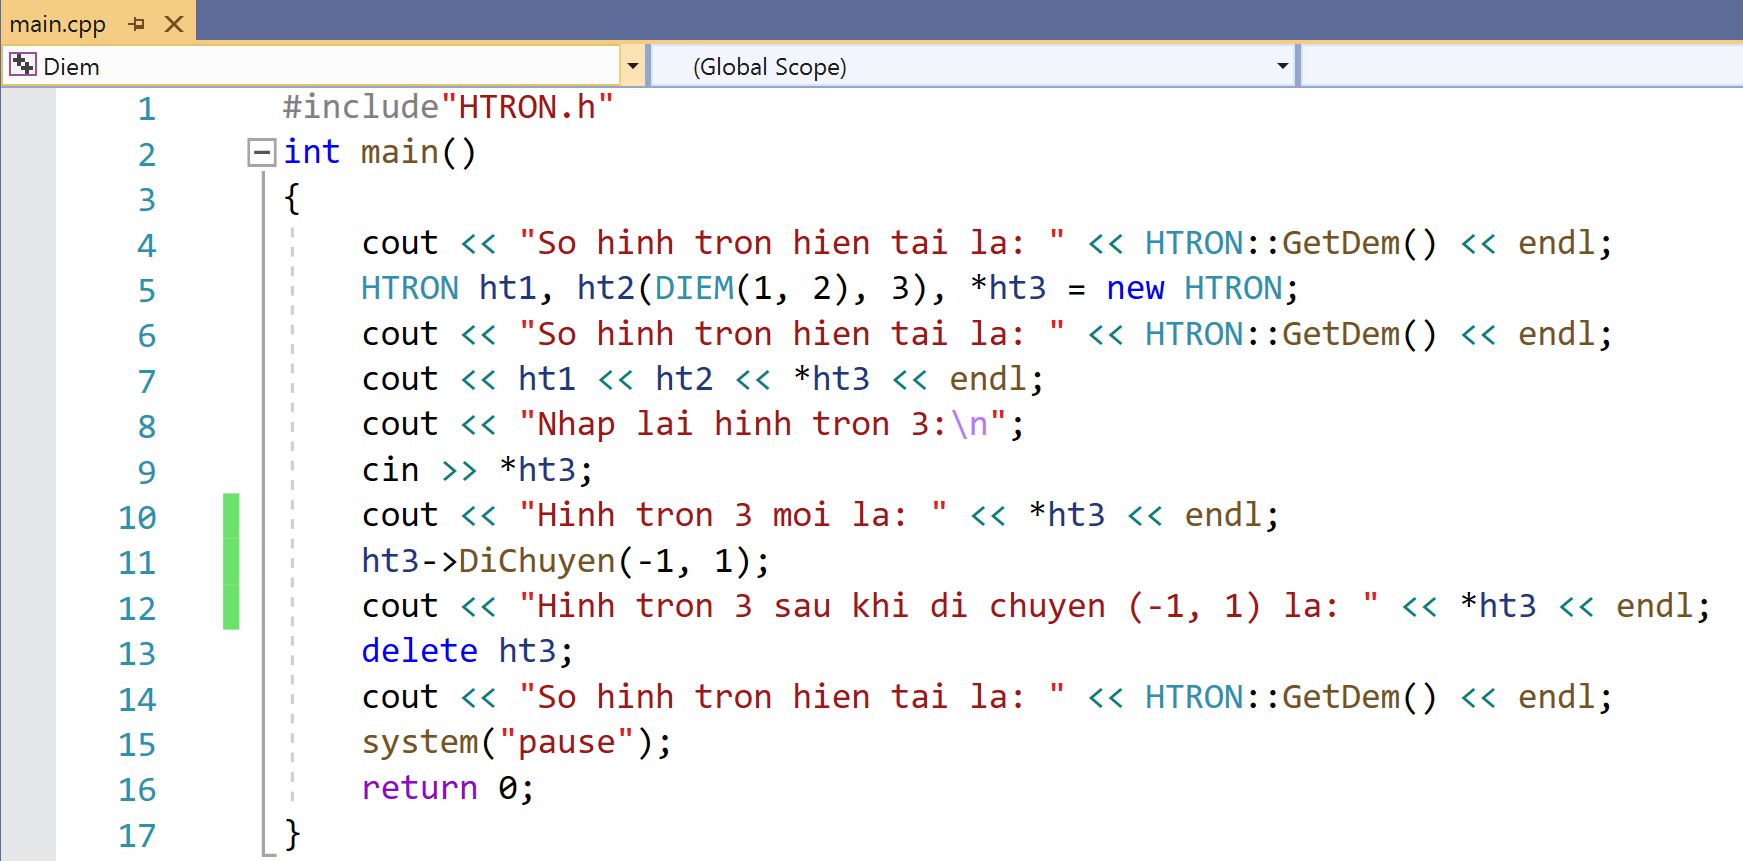 main.cpp
Diem
(Global Scope)
1 #include"HTRON.h"
2 int main()
3 {
4 cout << "So hinh tron hien tai la: " << HTRON::GetDem() << endl;
5 HTRON ht1, ht2(DIEM(1, 2), 3), *ht3 = new HTRON;
6 cout << "So hinh tron hien tai la: " << HTRON::GetDem() << endl;
7 cout << ht1 << ht2 << *ht3 << endl;
8 cout << "Nhap lai hinh tron 3:\n";
9 cin >> *ht3;
10 cout << "Hinh tron 3 moi la: " << *ht3 << endl;
11 ht3->DiChuyen(-1, 1);
12 cout << "Hinh tron 3 sau khi di chuyen (-1, 1) la: " << *ht3 << endl;
13 delete ht3;
14 cout << "So hinh tron hien tai la: " << HTRON::GetDem() << endl;
15 system("pause");
16 return 0;
17 }